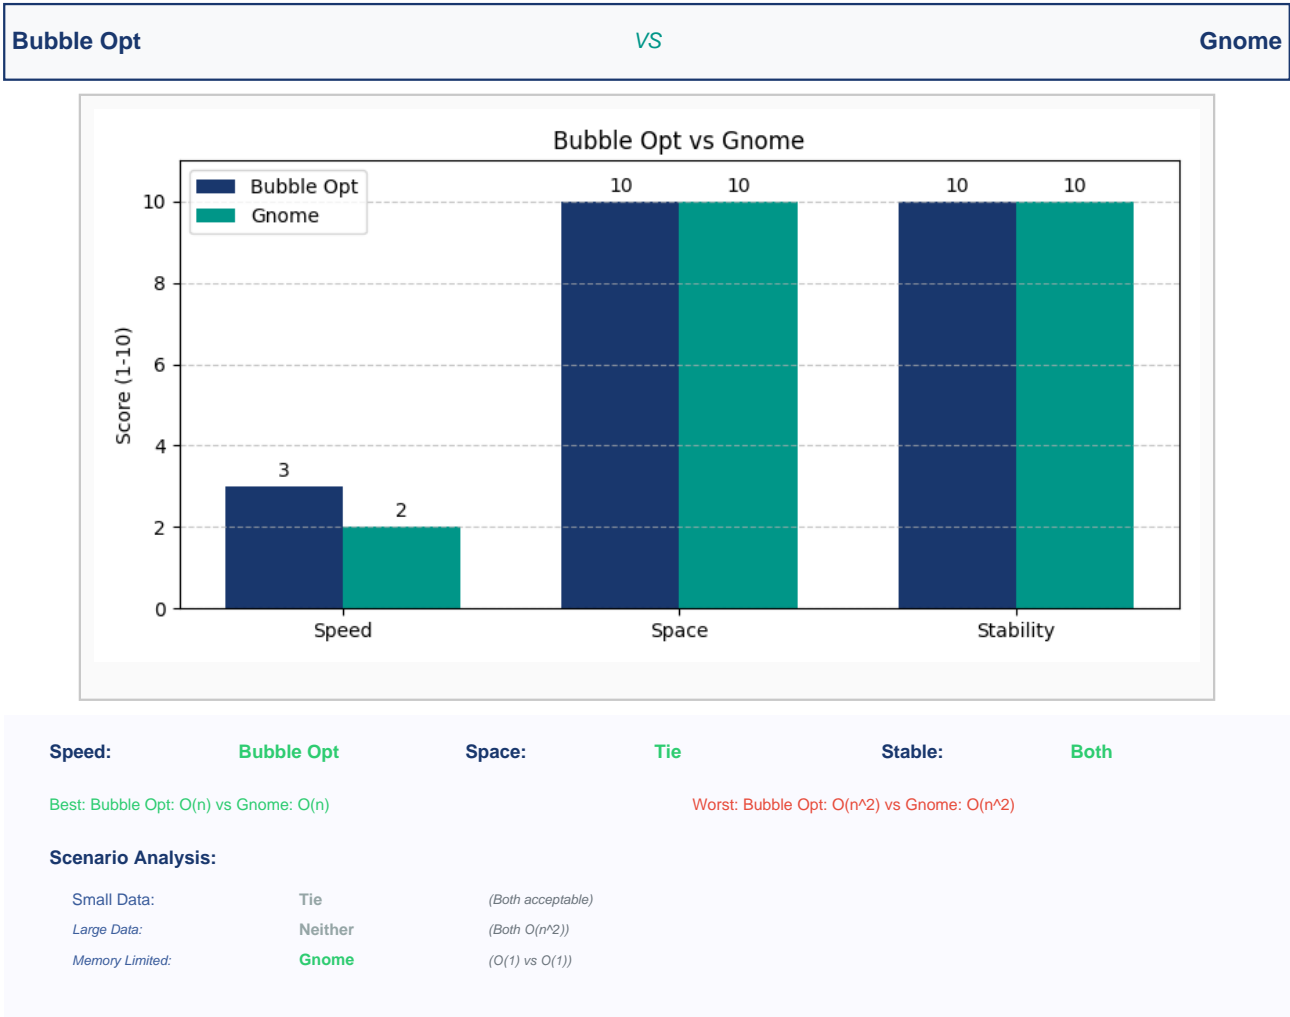 Bubble Opt VS Gnome
Bubble Opt vs Gnome
Bubble Opt
Gnome
10 10 10 10
10
8
6
4
2
0
Score (1-10)
3
2
Speed Space Stability
Speed: Bubble Opt Space: Tie Stable: Both
Best: Bubble Opt: O(n) vs Gnome: O(n) Worst: Bubble Opt: O(n^2) vs Gnome: O(n^2)
Scenario Analysis:
Small Data: Tie (Both acceptable)
Large Data: Neither (Both O(n^2))
Memory Limited: Gnome (O(1) vs O(1))